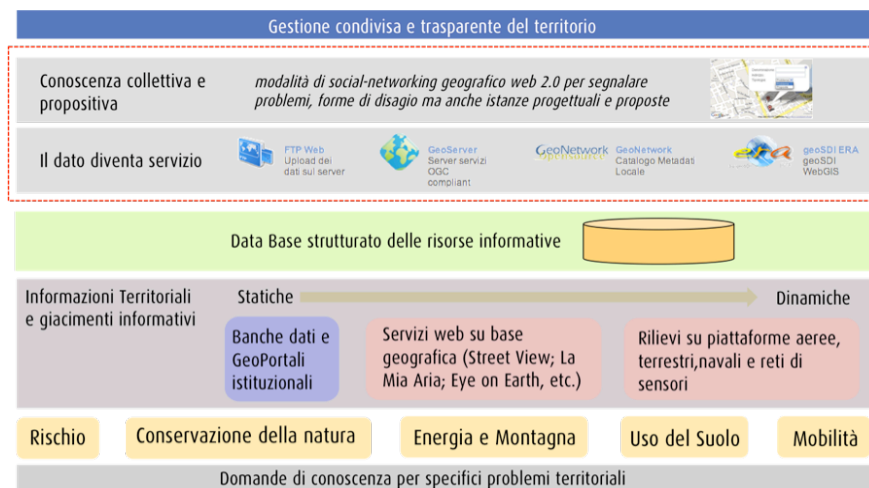 Gestione condivisa e trasparente del territorio
Conoscenza collettiva e
propositiva
modalità di social-networking geografico web 2.0 per segnalare
problemi, forme di disagio ma anche istanze progettuali e proposte
Il dato diventa servizio
FTP Web
Upload dei
dati sul server
GeoServer
Server servizi
OGC
compliant
GeoNetwork
opensource
GeoNetwork
Catalogo Metadati
Locale
era
geoSDI ERA
geoSDI
WebGIS
Data Base strutturato delle risorse informative
Informazioni Territoriali
e giacimenti informativi
Statiche
Dinamiche
Banche dati e
GeoPortali
istituzionali
Servizi web su base
geografica (Street View; La
Mia Aria; Eye on Earth, etc.)
Rilievi su piattaforme aeree,
terrestri,navali e reti di
sensori
Rischio
Conservazione della natura
Energia e Montagna
Uso del Suolo
Mobilità
Domande di conoscenza per specifici problemi territoriali